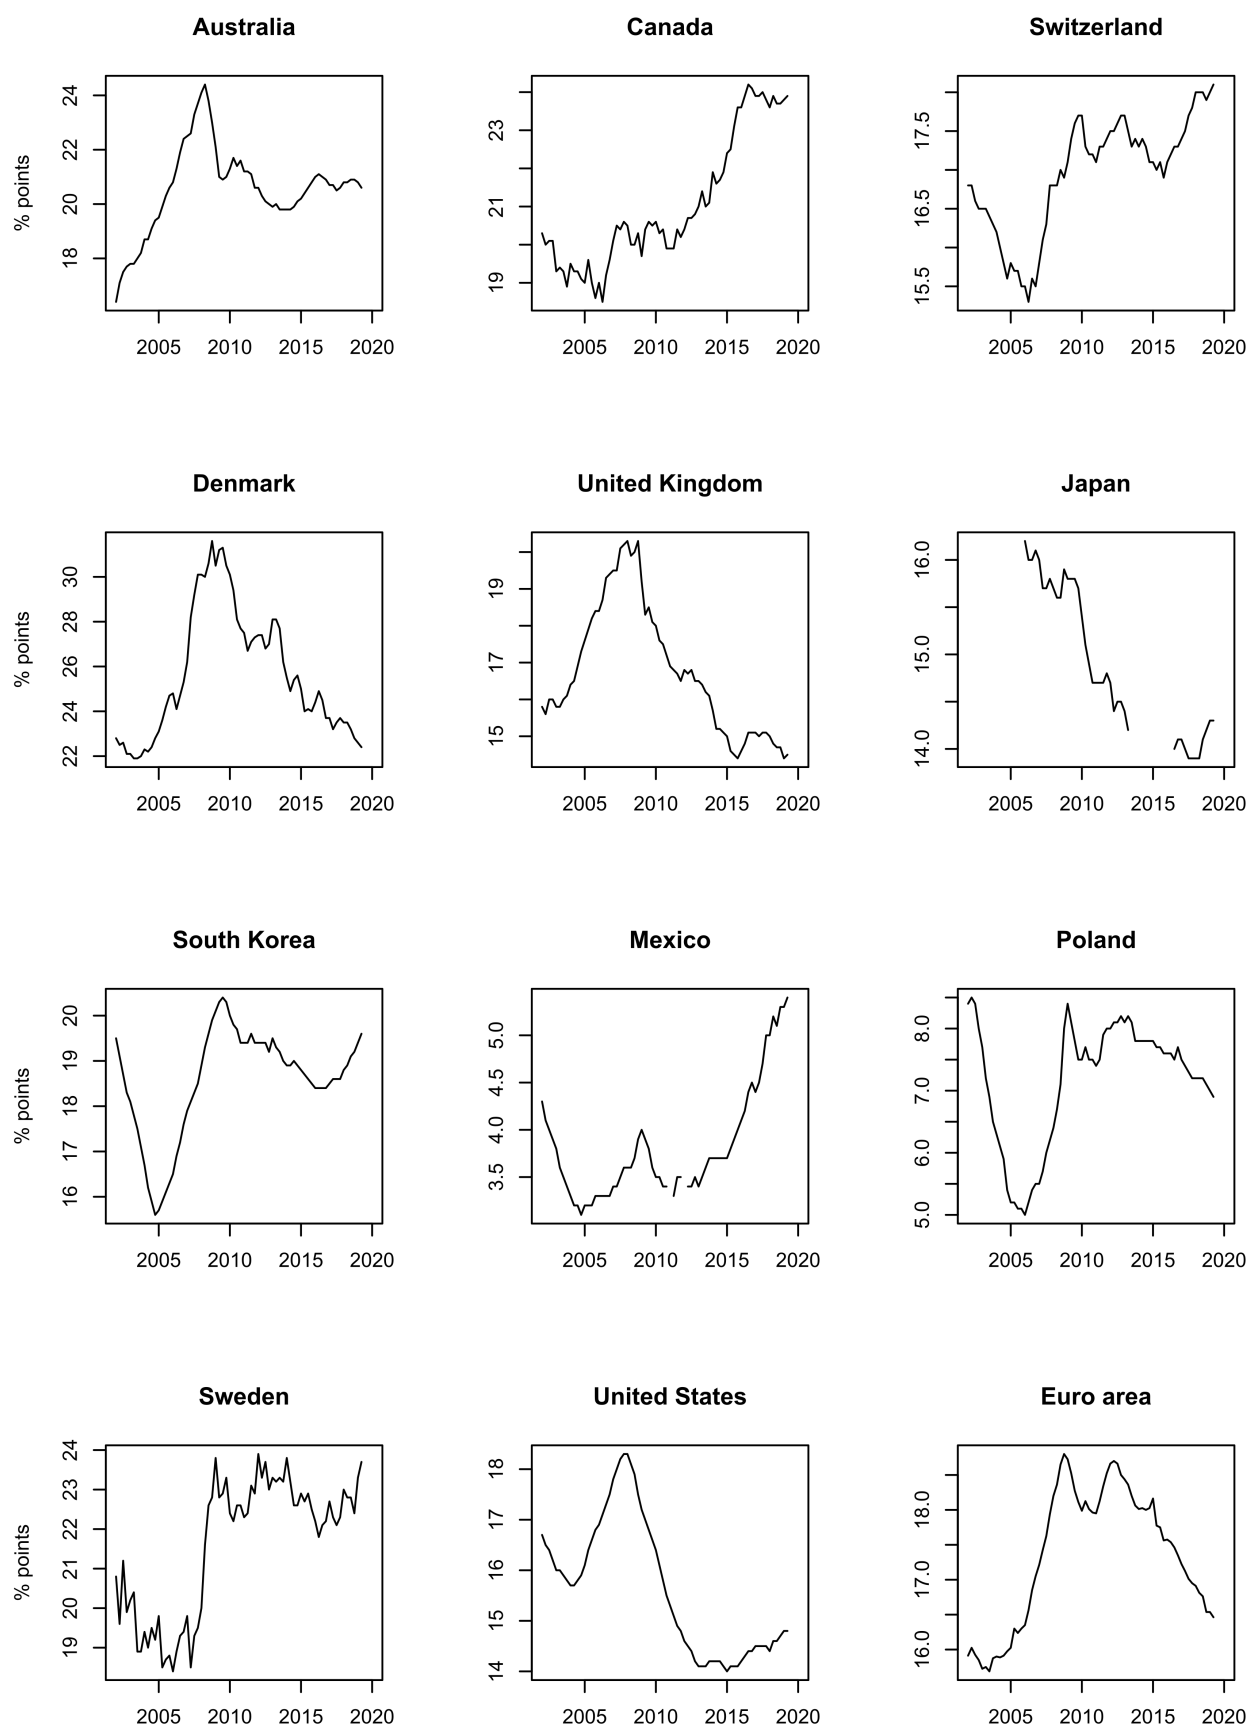 Australia
Canada
Switzerland
% points
24
22
20
18
2005 2010 2015 2020
23
21
19
2005 2010 2015 2020
17.5
16.5
15.5
2005 2010 2015 2020
Denmark
United Kingdom
Japan
% points
30
28
26
24
22
2005 2010 2015 2020
19
17
15
2005 2010 2015 2020
16.0
15.0
14.0
2005 2010 2015 2020
South Korea
Mexico
Poland
% points
20
19
18
17
16
2005 2010 2015 2020
5.0
4.5
4.0
3.5
2005 2010 2015 2020
8.0
7.0
6.0
5.0
2005 2010 2015 2020
Sweden
United States
Euro area
% points
24
23
22
21
20
19
2005 2010 2015 2020
18
17
16
15
14
2005 2010 2015 2020
18.0
17.0
16.0
2005 2010 2015 2020